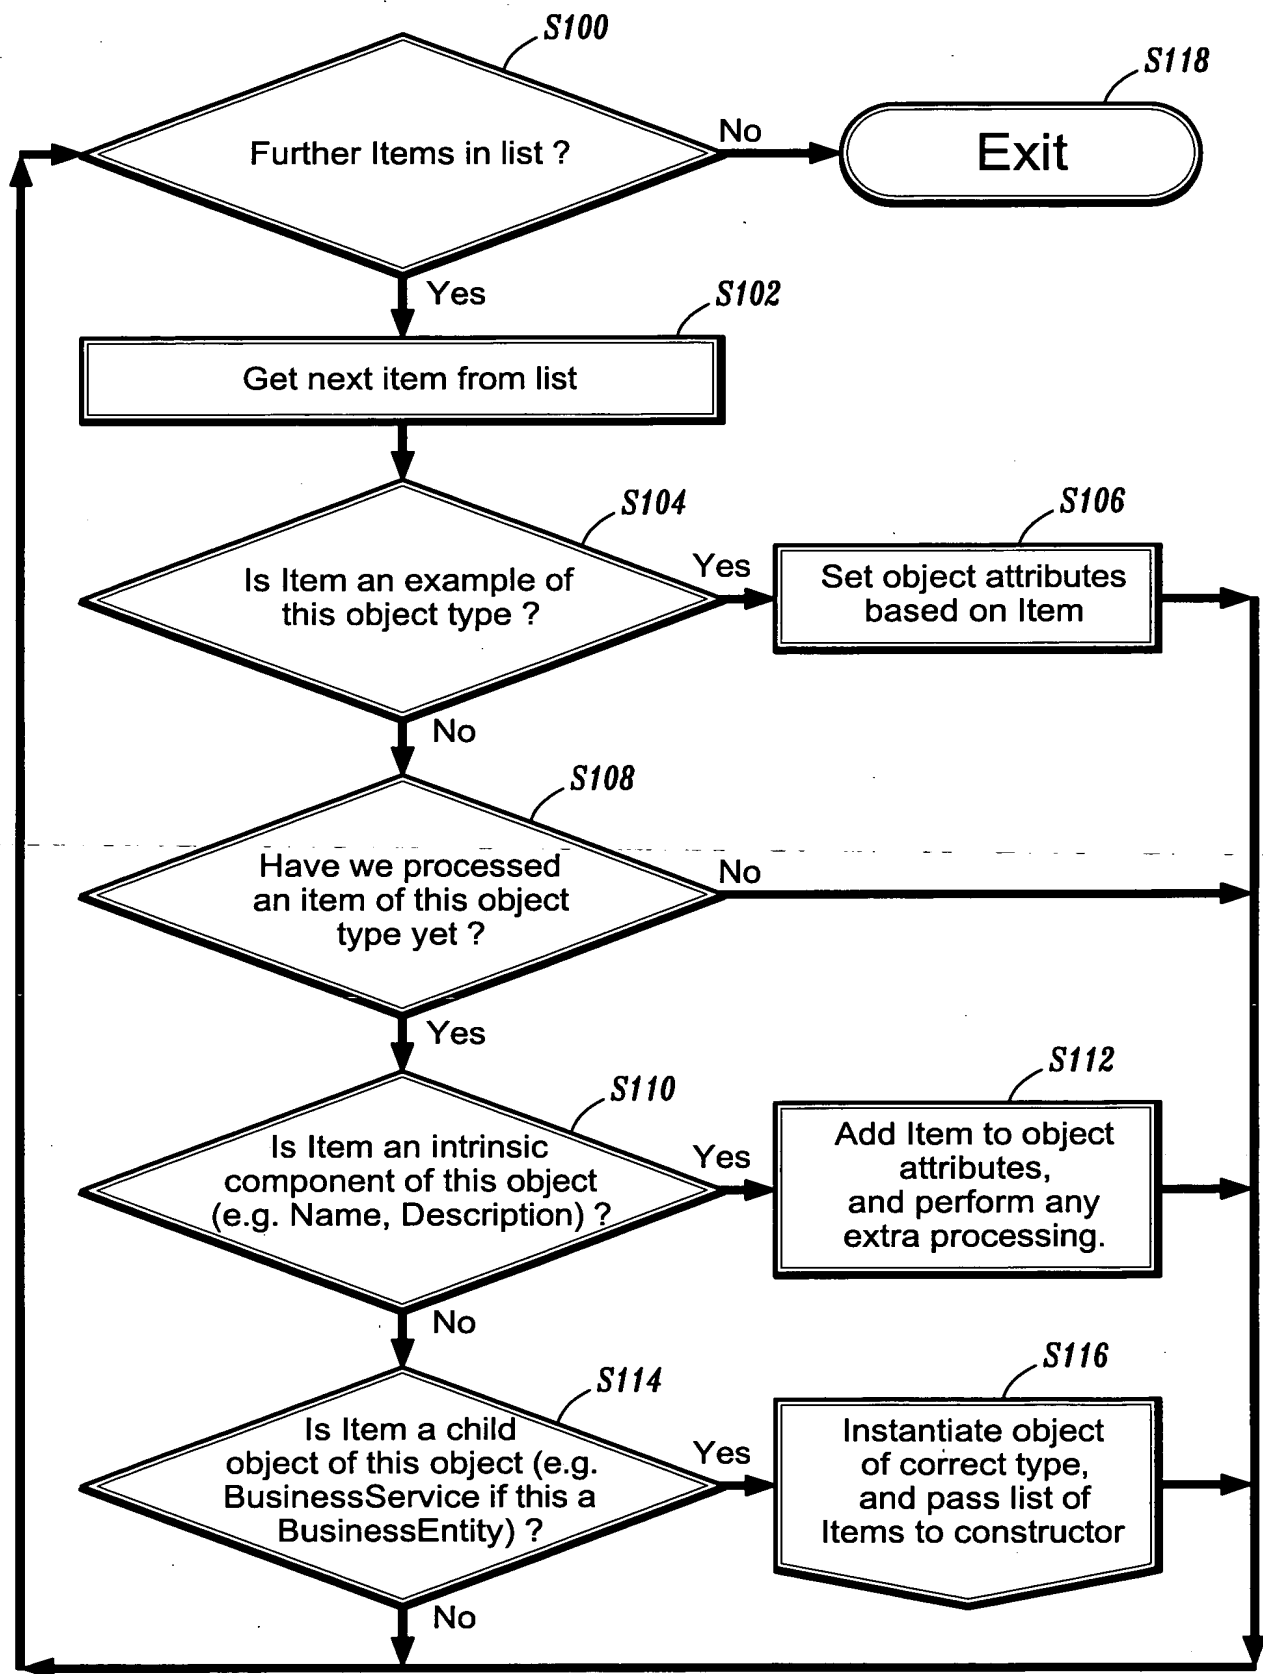 S100
S118
Further Items in list ?
No
Exit
Yes
S102
Get next item from list
S104
S106
Is Item an example of
this object type ?
Yes
Set object attributes
based on Item
No
S108
Have we processed
an item of this object
type yet ?
No
Yes
S110
S112
Is Item an intrinsic
component of this object
(e.g. Name, Description) ?
Yes
Add Item to object
attributes,
and perform any
extra processing.
No
S114
S116
Is Item a child
object of this object (e.g.
BusinessService if this a
BusinessEntity) ?
Yes
Instantiate object
of correct type,
and pass list of
Items to constructor
No